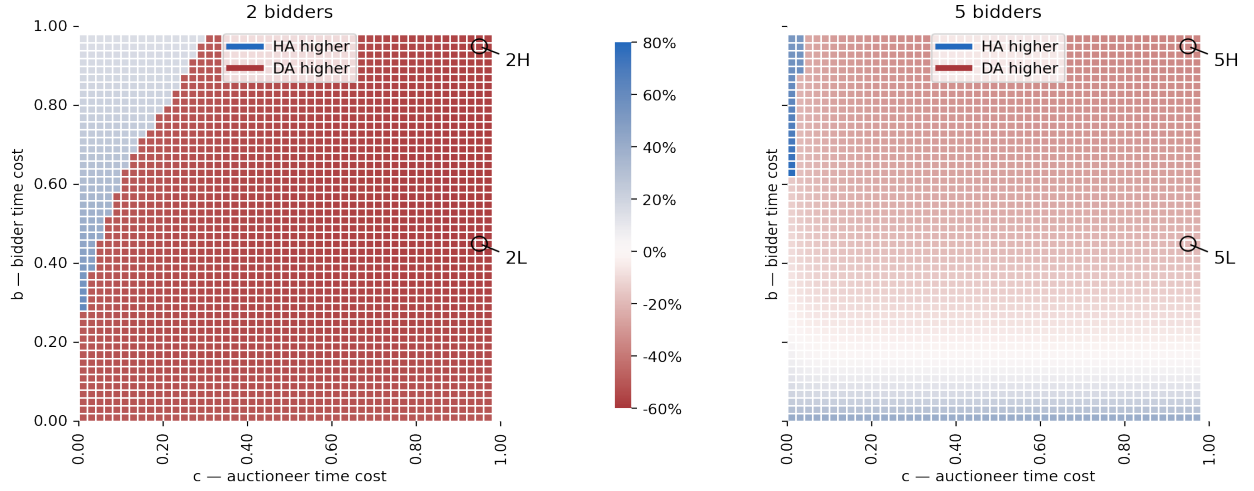 2 bidders
HA higher
DA higher
1.00
0.80
0.60
0.40
0.20
0.00
b — bidder time cost
0.00
0.20
0.40
0.60
0.80
1.00
c — auctioneer time cost
2H
2L
80%
60%
40%
20%
0%
-20%
-40%
-60%
5 bidders
HA higher
DA higher
b — bidder time cost
0.00
0.20
0.40
0.60
0.80
1.00
c — auctioneer time cost
5H
5L